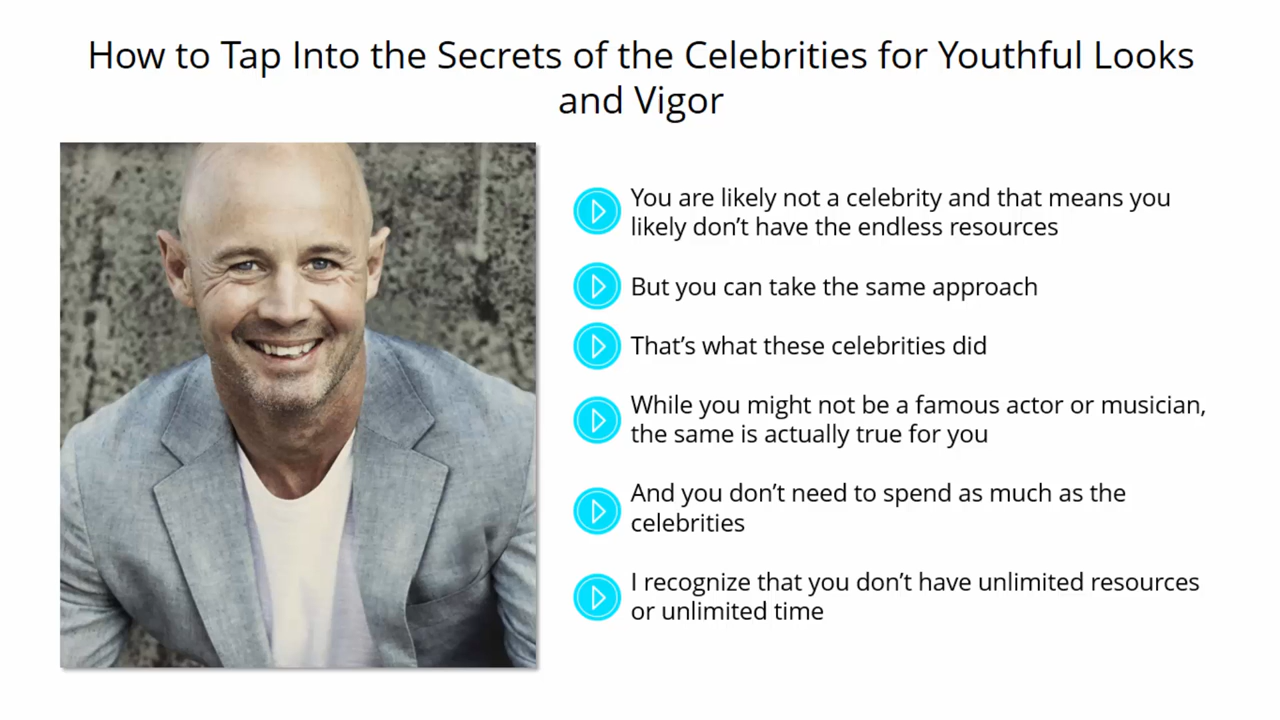 How to Tap Into the Secrets of the Celebrities for Youthful Looks
and Vigor
You are likely not a celebrity and that means you
likely don’t have the endless resources
But you can take the same approach
That’s what these celebrities did
While you might not be a famous actor or musician,
the same is actually true for you
And you don’t need to spend as much as the
celebrities
I recognize that you don’t have unlimited resources
or unlimited time